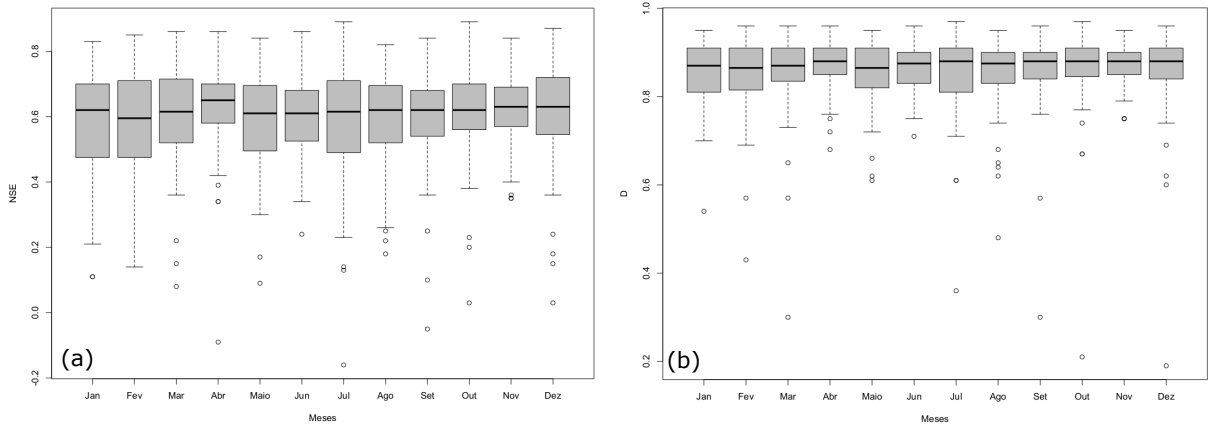 0.8
0.6
0.4
0.2
0.0
-0.2
NSE
(a)
Jan Fev Mar Abr Maio Jun Jul Ago Set Out Nov Dez
Meses
1.0
0.8
0.6
0.4
0.2
D
(b)
Jan Fev Mar Abr Maio Jun Jul Ago Set Out Nov Dez
Meses